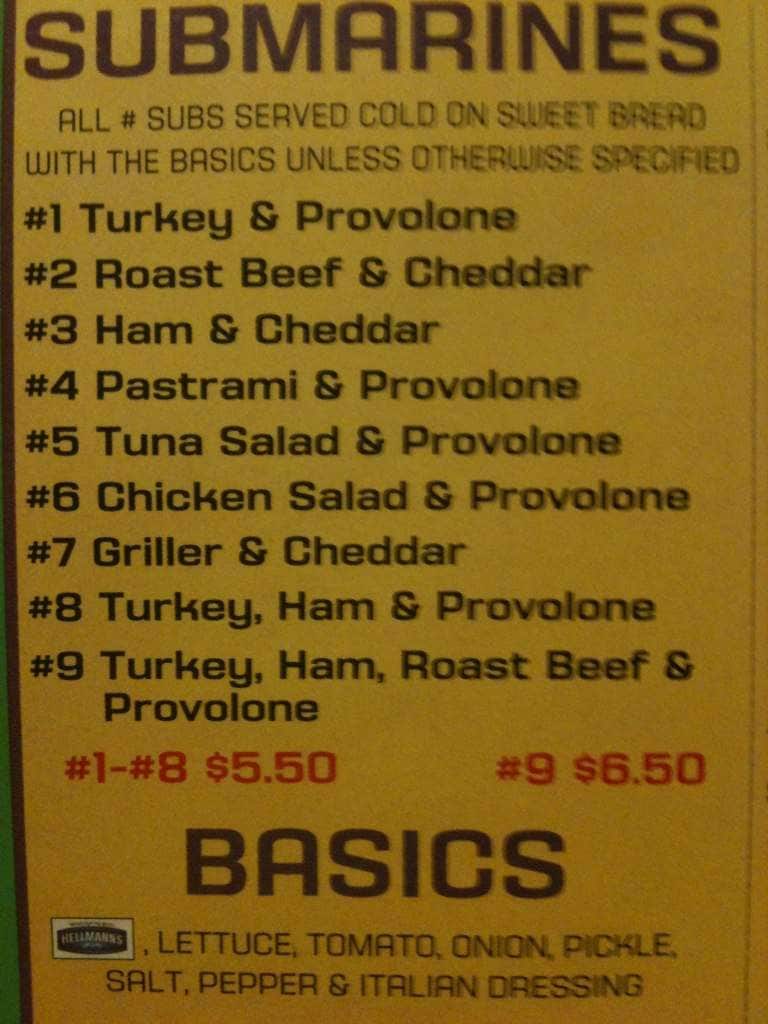 SUBMARINES
ALL # SUBS SERVED COLD ON SWEET BREAD
WITH THE BASICS UNLESS OTHERWISE SPECIFIED
#1 Turkey & Provolone
#2 Roast Beef & Cheddar
#3 Ham & Cheddar
#4 Pastrami & Provolone
#5 Tuna Salad & Provolone
#6 Chicken Salad & Provolone
#7 Griller & Cheddar
#8 Turkey, Ham & Provolone
#9 Turkey, Ham, Roast Beef &
Provolone
#1-#8 $5.50 #9 $6.50
BASICS
HELLMANN'S, LETTUCE, TOMATO, ONION, PICKLE,
SALT, PEPPER & ITALIAN DRESSING